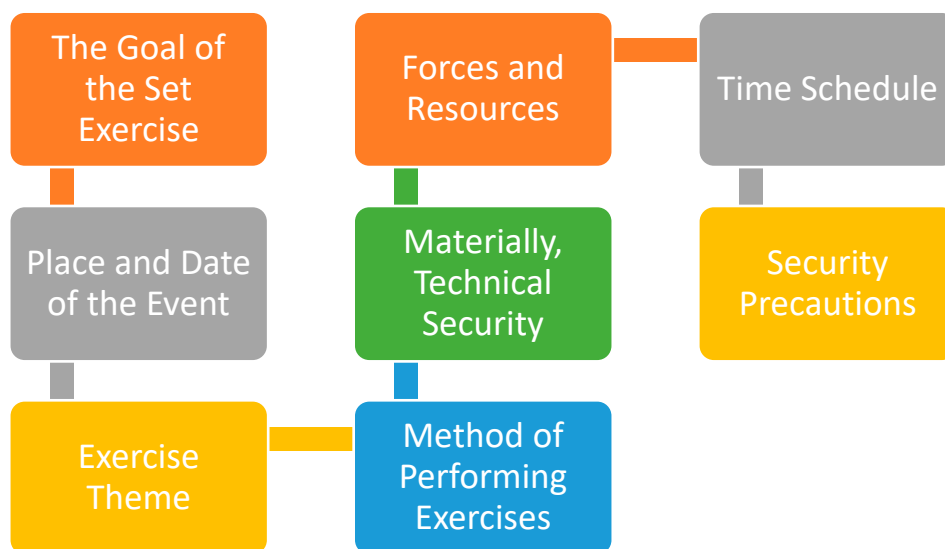 The Goal of
the Set
Exercise
Place and Date
of the Event
Exercise
Theme
Method of
Performing
Exercises
Materially,
Technical
Security
Forces and
Resources
Time Schedule
Security
Precautions